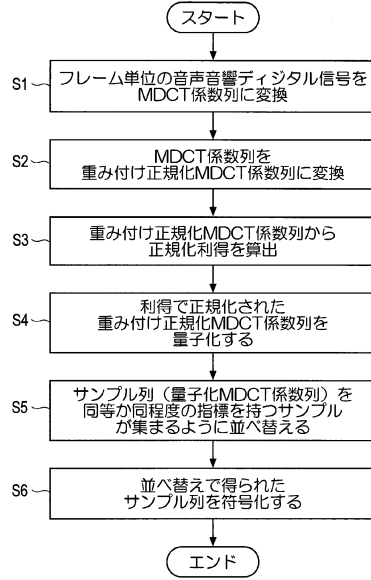 スタート
S1
フレーム単位の音声音響ディジタル信号を
MDCT係数列に変換
S2
MDCT係数列を
重み付け正規化MDCT係数列に変換
S3
重み付け正規化MDCT係数列から
正規化利得を算出
S4
利得で正規化された
重み付け正規化MDCT係数列を
量子化する
S5
サンプル列（量子化MDCT係数列）を
同等か同程度の指標を持つサンプル
が集まるように並べ替える
S6
並べ替えで得られた
サンプル列を符号化する
エンド